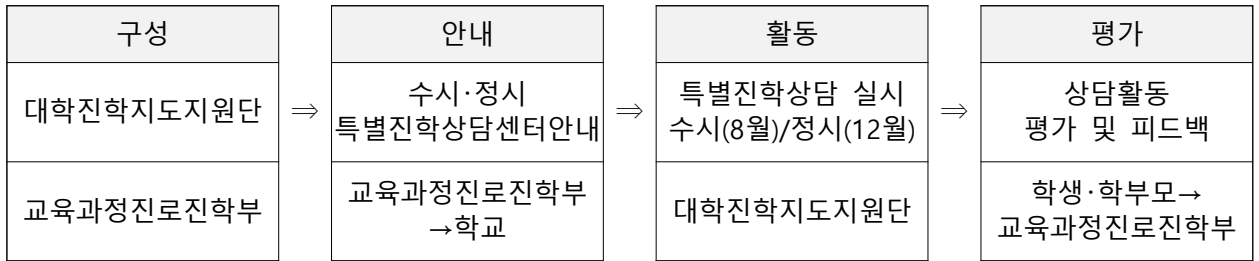 구성
대학진학지도지원단
교육과정진로진학부
⇒
안내
수시·정시
특별진학상담센터안내
교육과정진로진학부
→학교
⇒
활동
특별진학상담 실시
수시(8월)/정시(12월)
대학진학지도지원단
⇒
평가
상담활동
평가 및 피드백
학생·학부모→
교육과정진로진학부